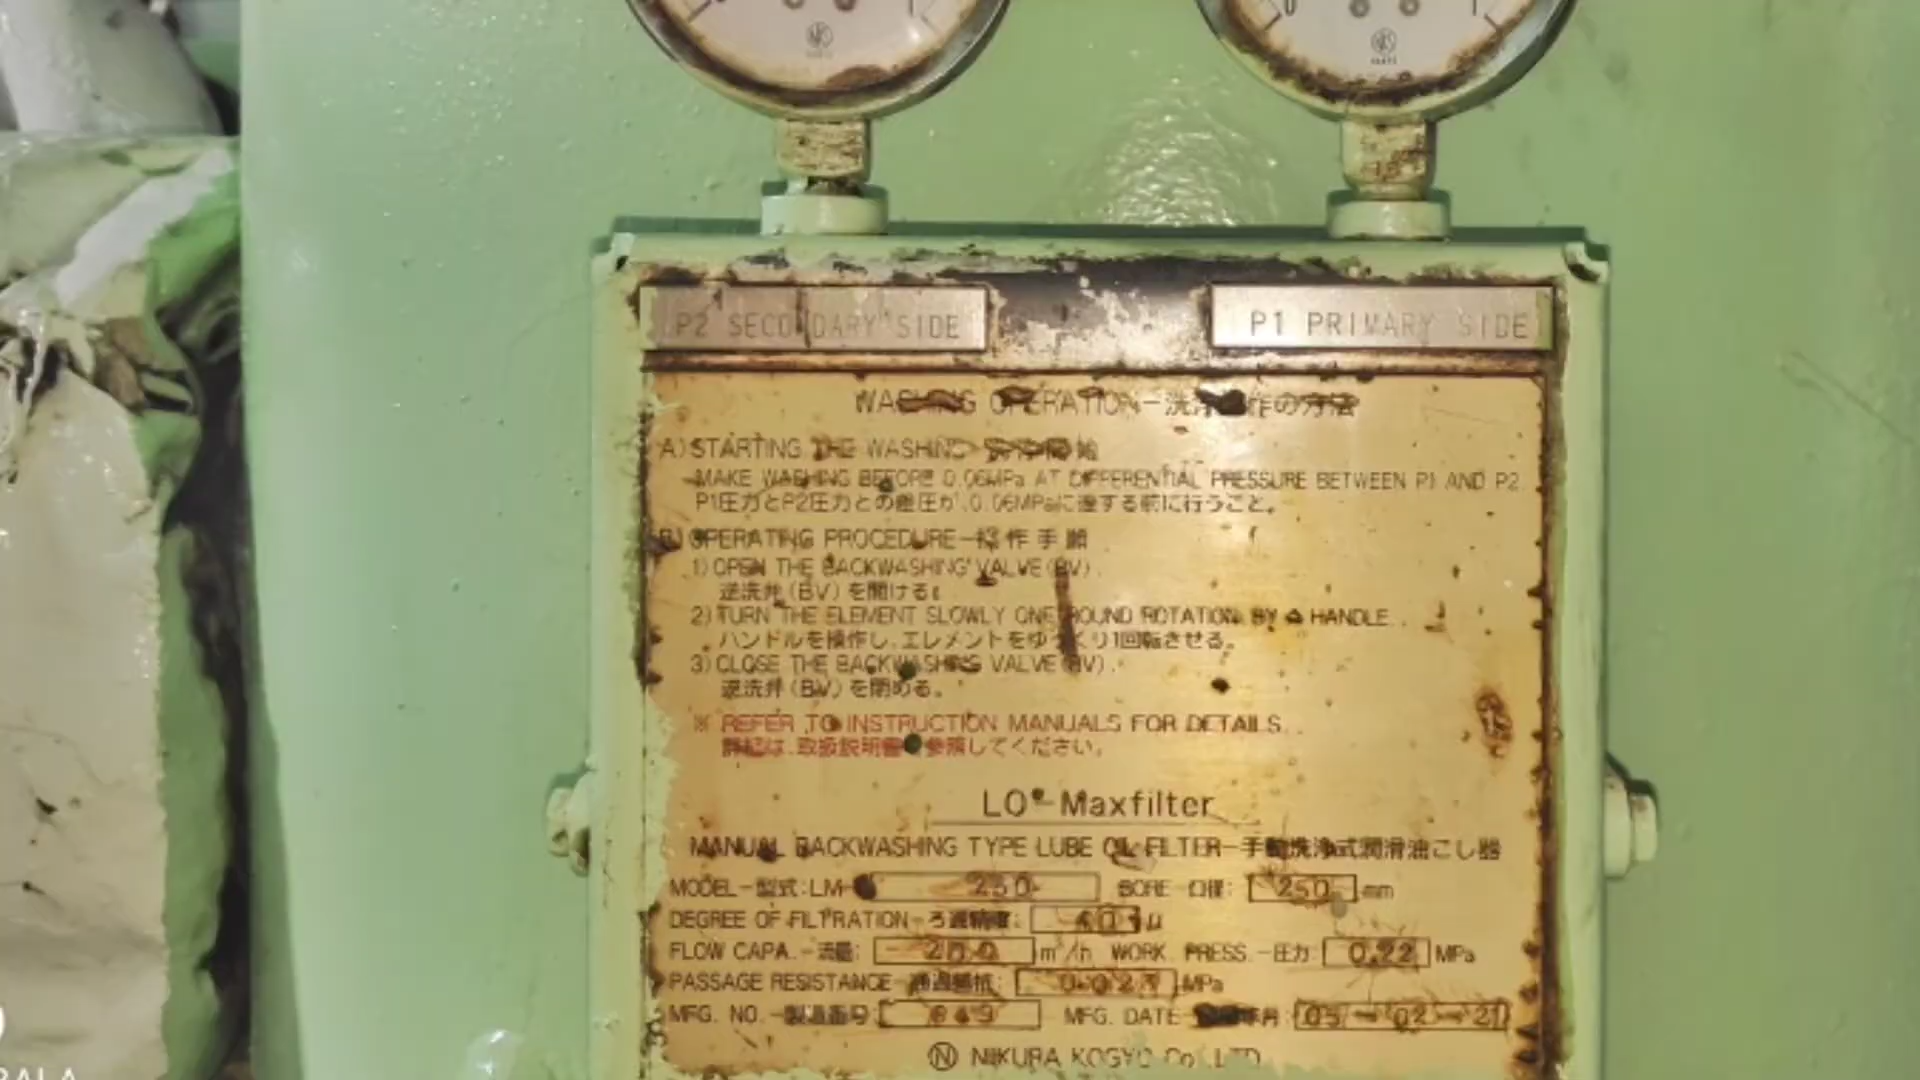 0 1 0 1
P2 SECONDARY SIDE P1 PRIMARY SIDE
WASHING OPERATION-洗浄操作の方法
A)STARTING THE WASHING 洗浄開始
MAKE WASHING BEFORE 0.06MPa AT DIFFERENTIAL PRESSURE BETWEEN P1 AND P2
P1圧力とP2圧力との差圧が、0.06MPaに達する前に行うこと。
B)OPERATING PROCEDURE-操作手順
1)OPEN THE BACKWASHING VALVE(BV).
逆洗弁(BV)を開ける。
2)TURN THE ELEMENT SLOWLY ONE ROUND ROTATION BY A HANDLE.
ハンドルを操作し、エレメントをゆっくり1回転させる。
3)CLOSE THE BACKWASHING VALVE(BV).
逆洗弁(BV)を閉める。
※ REFER TO INSTRUCTION MANUALS FOR DETAILS.
詳細は、取扱説明書を参照してください。
LO-Maxfilter
MANUAL BACKWASHING TYPE LUBE OIL FILTER-手動洗浄式潤滑油こし器
MODEL-型式:LM- 250 BORE 口径: 250 mm
DEGREE OF FILTRATION-ろ過精度: 40 μ
FLOW CAPA.-流量: 200 m³/h WORK. PRESS.-圧力: 0.22 MPa
PASSAGE RESISTANCE-通過抵抗: 0.021 MPa
MFG. NO.-製造番号: 849 MFG. DATE 年月: 05-02-21
Ⓝ NIKURA KOGYO Co.,LTD.